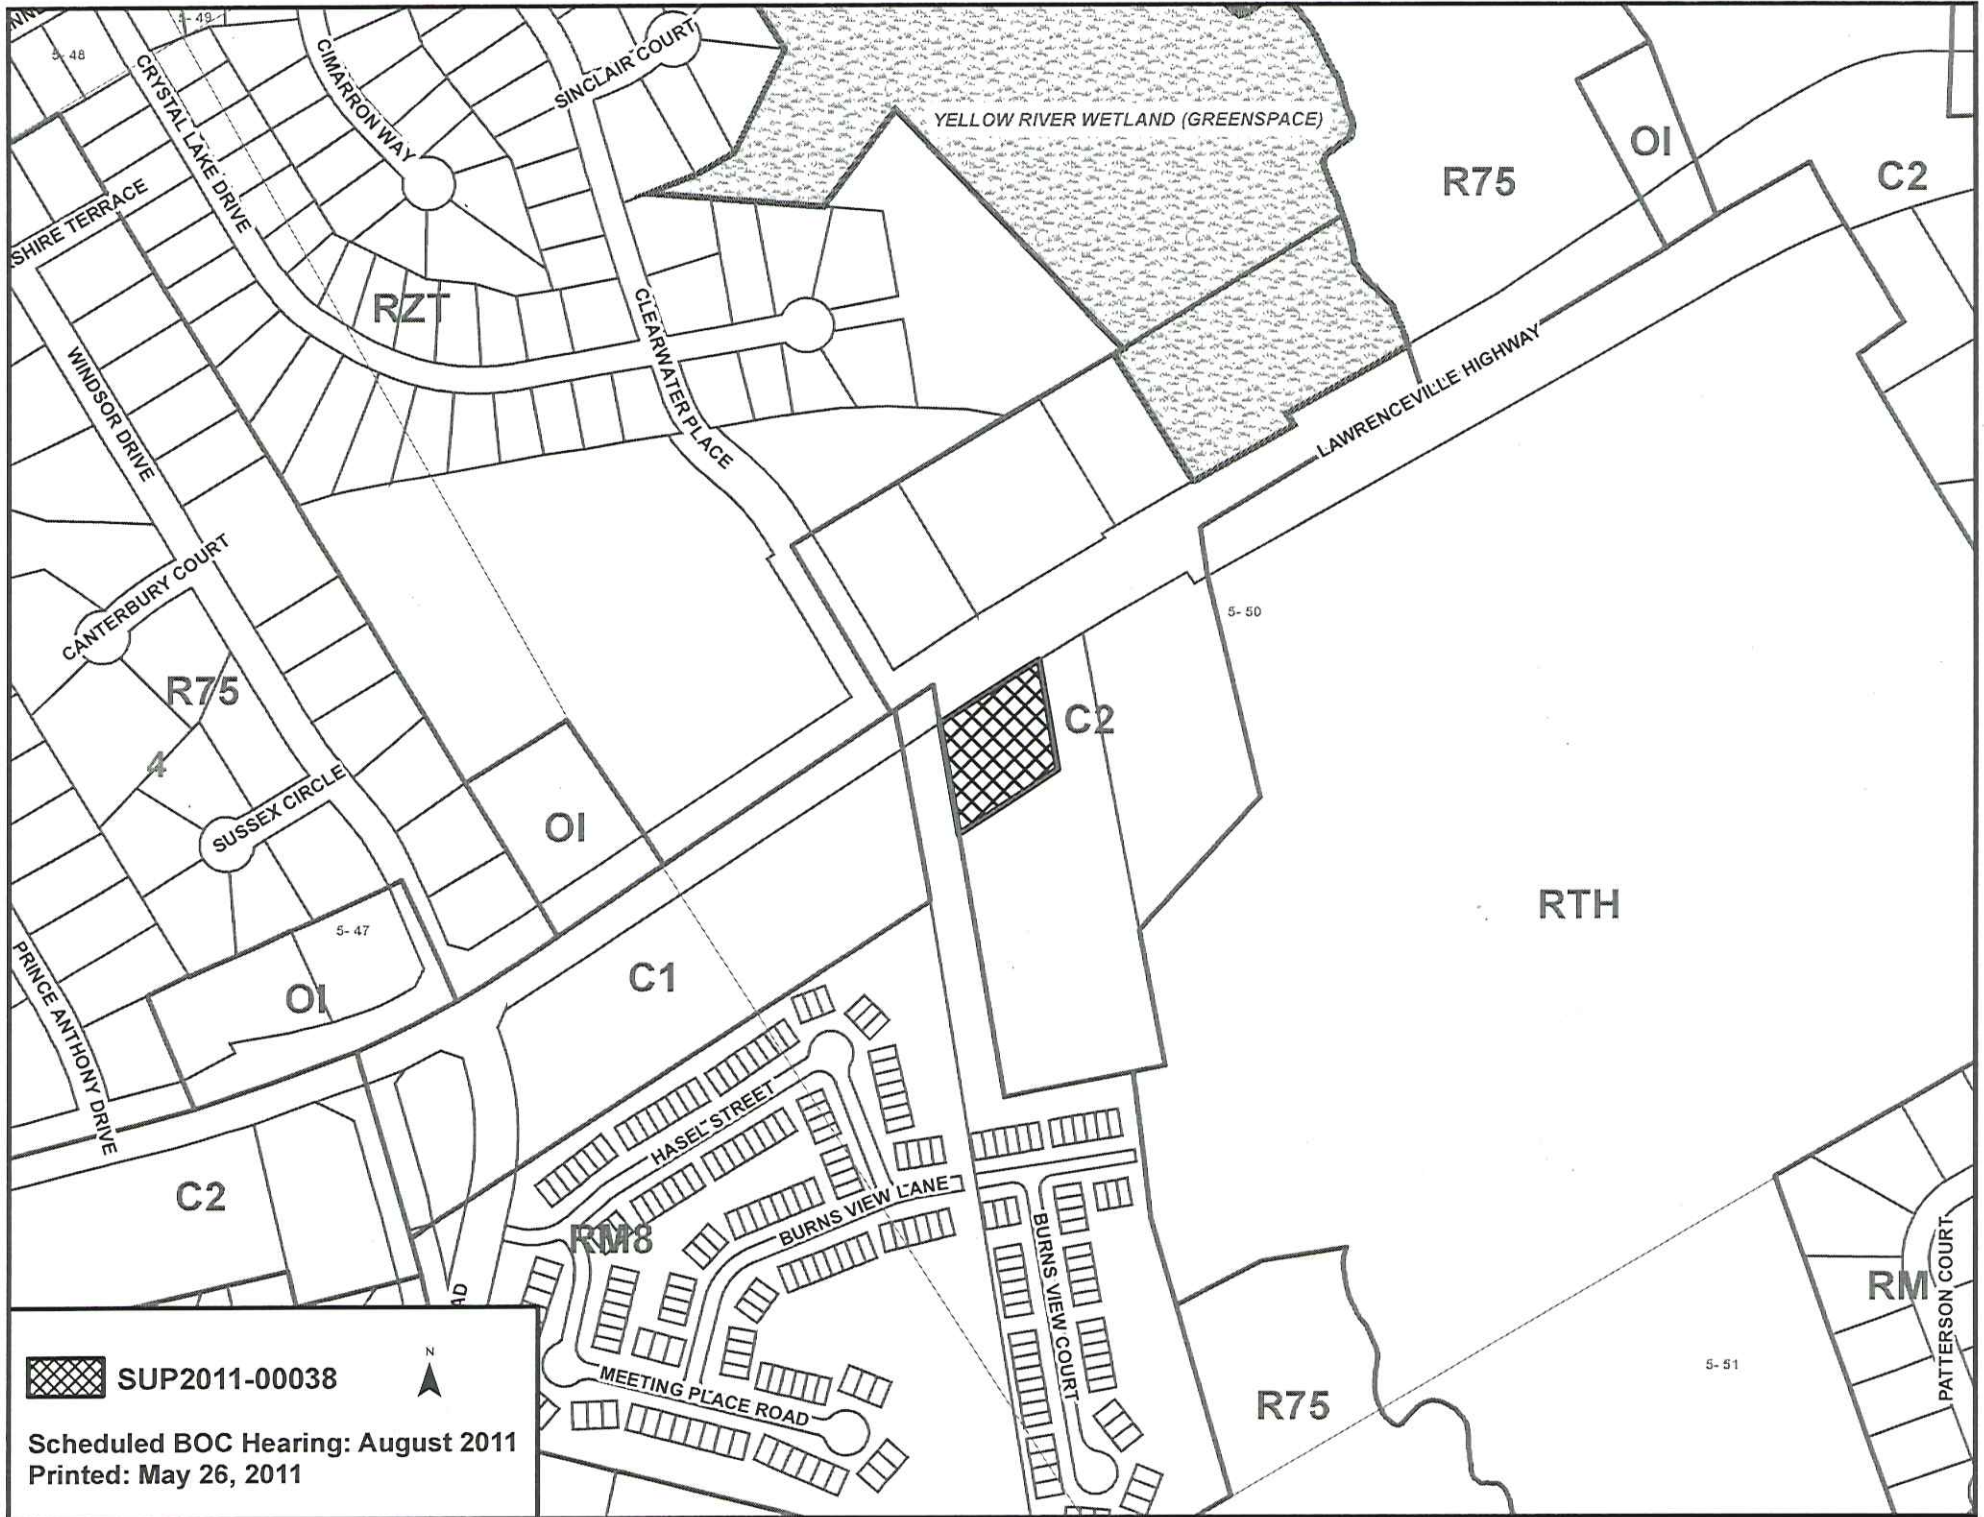 5- 49
5- 48
CRYSTAL LAKE DRIVE
CIMARRON WAY
SINCLAIR COURT
YELLOW RIVER WETLAND (GREENSPACE)
OI
R75
C2
SHIRE TERRACE
RZT
CLEARWATER PLACE
WINDSOR DRIVE
LAWRENCEVILLE HIGHWAY
CANTERBURY COURT
5- 50
R75
C2
4
SUSSEX CIRCLE
OI
RTH
5- 47
C1
OI
PRINCE ANTHONY DRIVE
HASEL STREET
C2
BURNS VIEW LANE
RM8
BURNS VIEW COURT
RM
PATTERSON COURT
AD
5- 51
MEETING PLACE ROAD
R75
N
SUP2011-00038
Scheduled BOC Hearing: August 2011
Printed: May 26, 2011